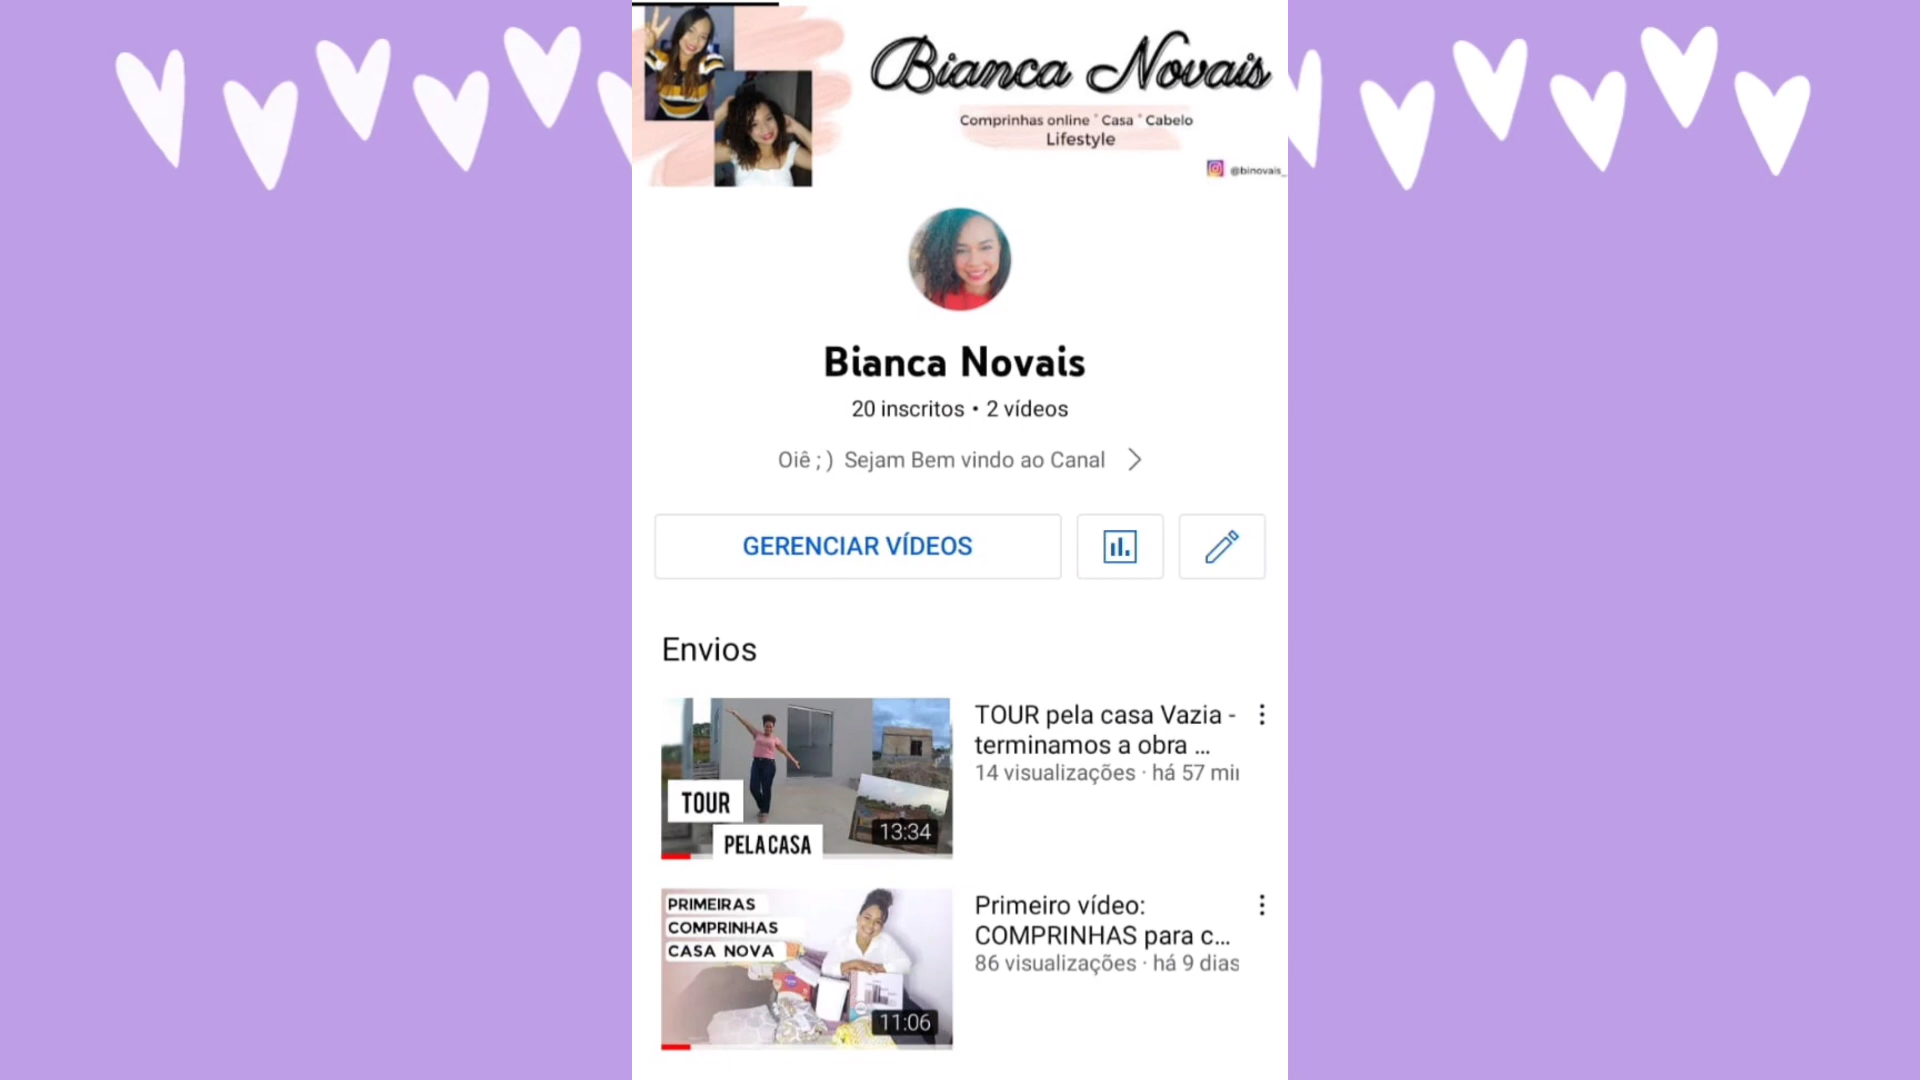 Bianca Novais
Comprinhas online * Casa * Cabelo
Lifestyle
@binovais_
Bianca Novais
20 inscritos • 2 vídeos
Oiê ; ) Sejam Bem vindo ao Canal
GERENCIAR VÍDEOS
Envios
TOUR
PELA CASA
13:34
TOUR pela casa Vazia -
terminamos a obra ...
14 visualizações · há 57 min
PRIMEIRAS
COMPRINHAS
CASA NOVA
11:06
Primeiro vídeo:
COMPRINHAS para c...
86 visualizações · há 9 dias